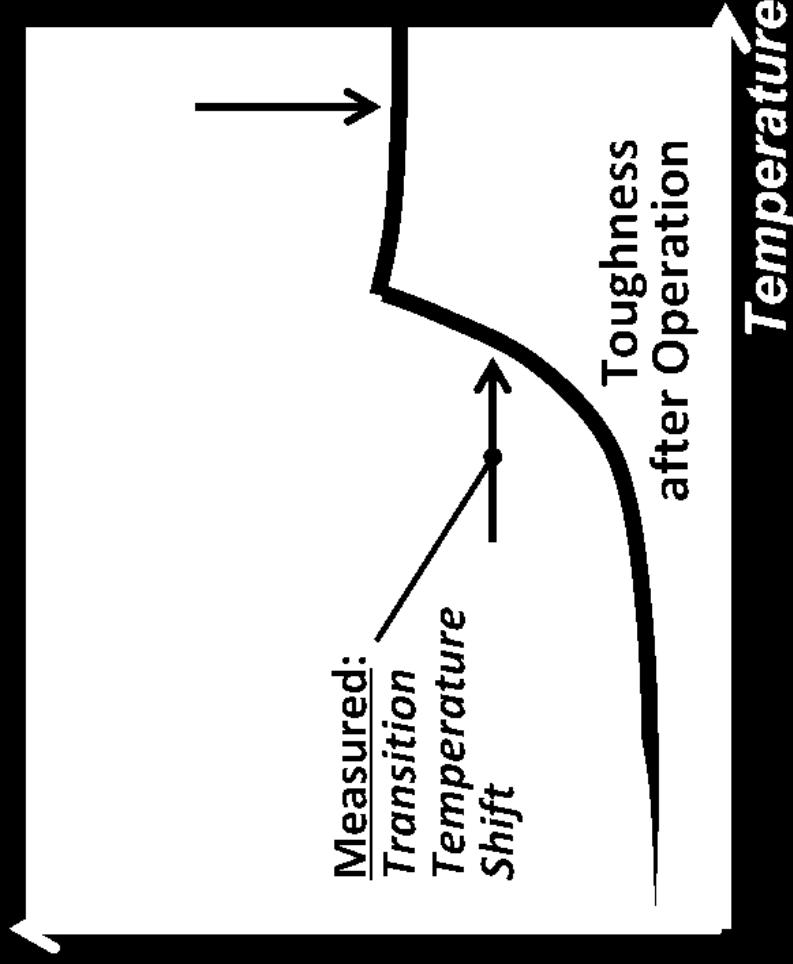 Measured:
Transition
Temperature
Shift
Toughness
after Operation
Temperature